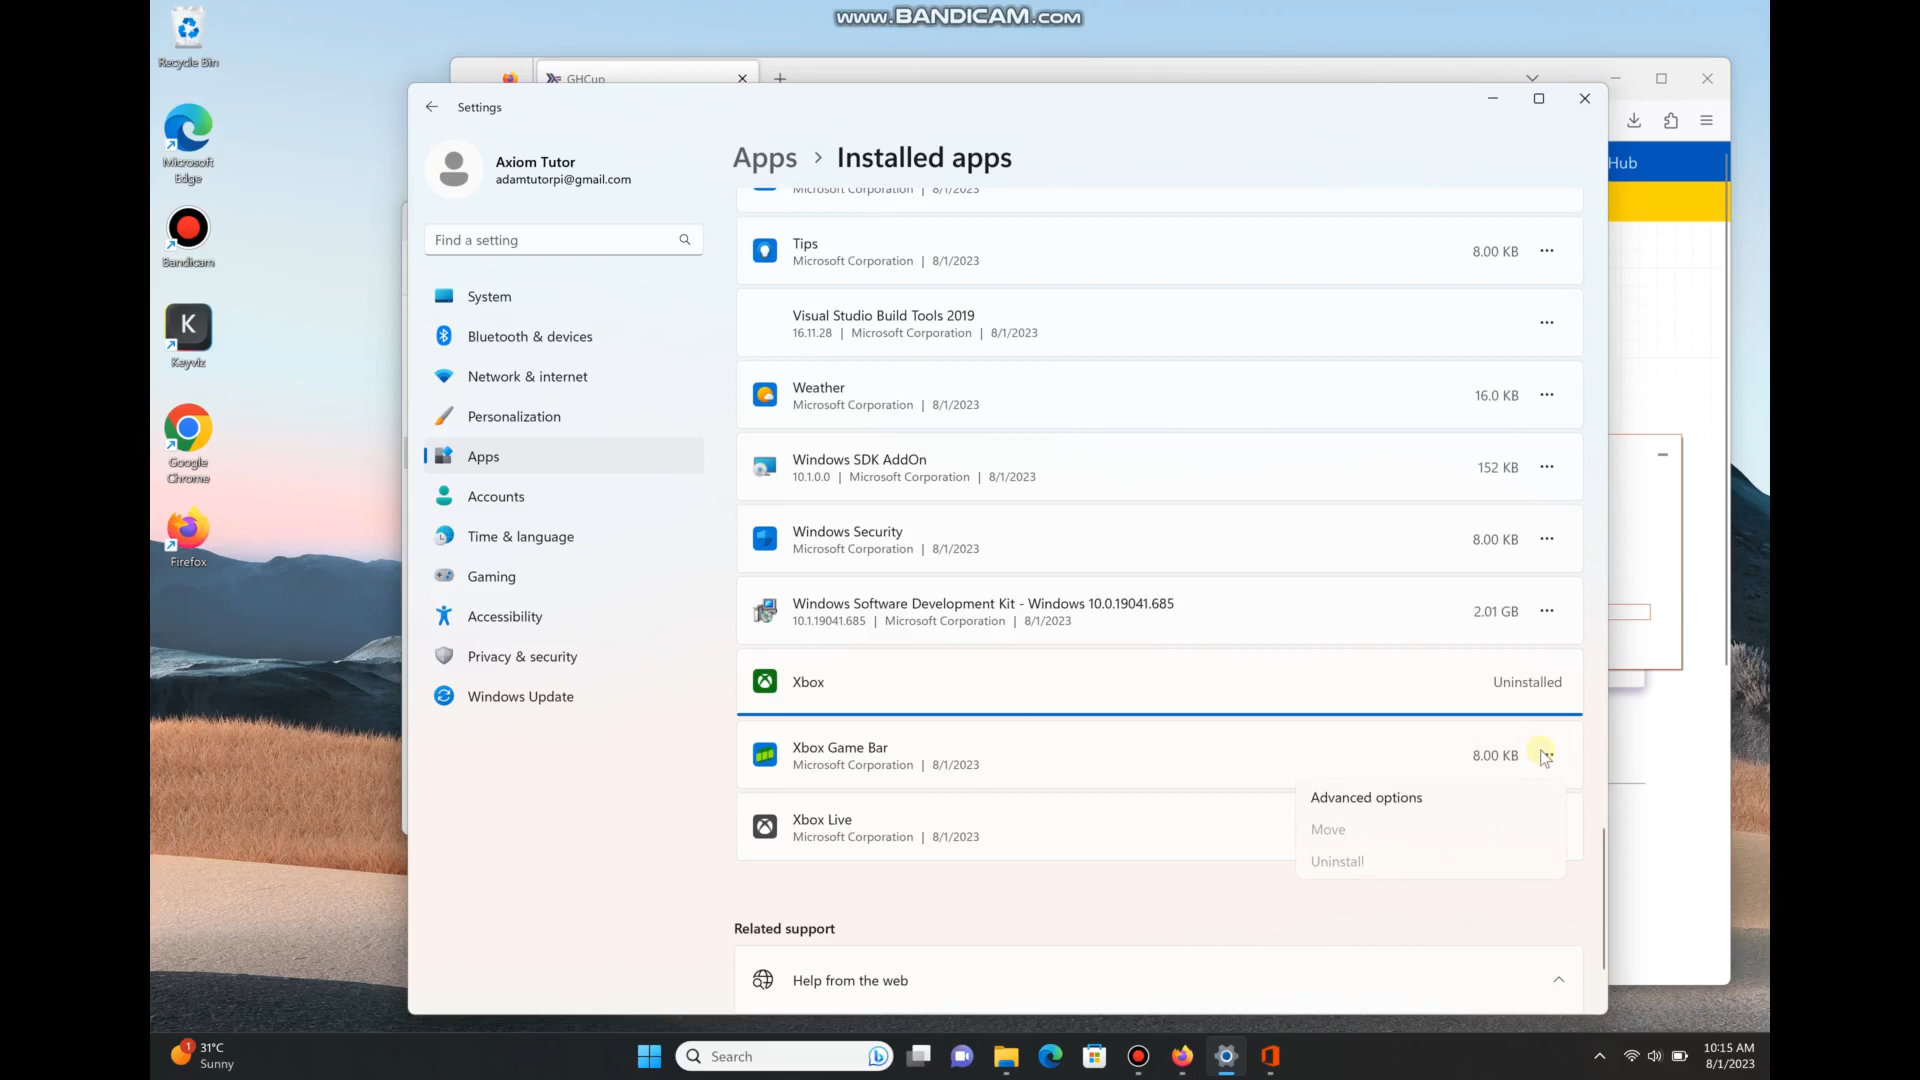 www.BANDICAM.com
Recycle Bin
Microsoft
Edge
Bandicam
K
Keyviz
Google
Chrome
Firefox
GHCup
Hub
Settings
Axiom Tutor
adamtutorpi@gmail.com
Find a setting
System
Bluetooth & devices
Network & internet
Personalization
Apps
Accounts
Time & language
Gaming
Accessibility
Privacy & security
Windows Update
Apps > Installed apps
Microsoft Corporation | 8/1/2023
Tips
Microsoft Corporation | 8/1/2023
8.00 KB
Visual Studio Build Tools 2019
16.11.28 | Microsoft Corporation | 8/1/2023
Weather
Microsoft Corporation | 8/1/2023
16.0 KB
Windows SDK AddOn
10.1.0.0 | Microsoft Corporation | 8/1/2023
152 KB
Windows Security
Microsoft Corporation | 8/1/2023
8.00 KB
Windows Software Development Kit - Windows 10.0.19041.685
10.1.19041.685 | Microsoft Corporation | 8/1/2023
2.01 GB
Xbox
Uninstalled
Xbox Game Bar
Microsoft Corporation | 8/1/2023
8.00 KB
Advanced options
Move
Uninstall
Xbox Live
Microsoft Corporation | 8/1/2023
Related support
Help from the web
1
31°C
Sunny
Search
10:15 AM
8/1/2023